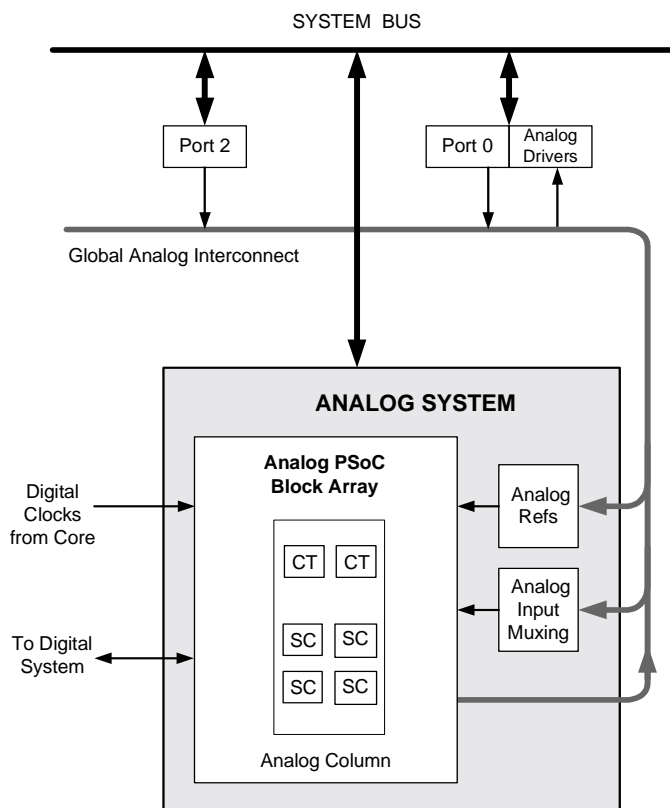 SYSTEM BUS
Port 2
Port 0
Analog
Drivers
Global Analog Interconnect
ANALOG SYSTEM
Analog PSoC
Block Array
Digital
Clocks
from Core
Analog
Refs
CT CT
Analog
Input
Muxing
To Digital
System
SC SC
SC SC
Analog Column